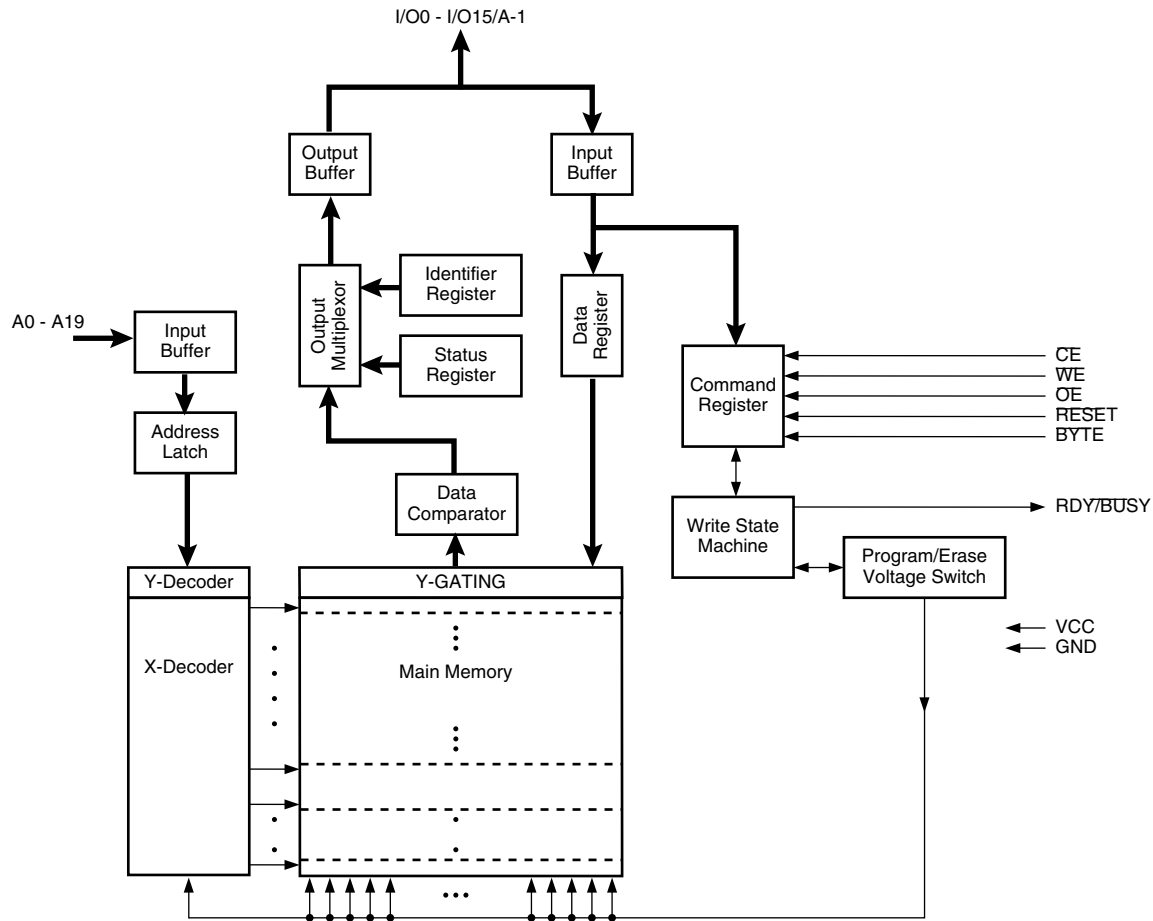 I/O0 - I/O15/A-1
Output
Buffer
Input
Buffer
Identifier
Register
Output
Multiplexor
Data
Register
A0 - A19
Input
Buffer
Status
Register
Command
Register
CE
WE
OE
RESET
BYTE
Address
Latch
Data
Comparator
Write State
Machine
RDY/BUSY
Program/Erase
Voltage Switch
Y-Decoder
Y-GATING
VCC
GND
X-Decoder
Main Memory